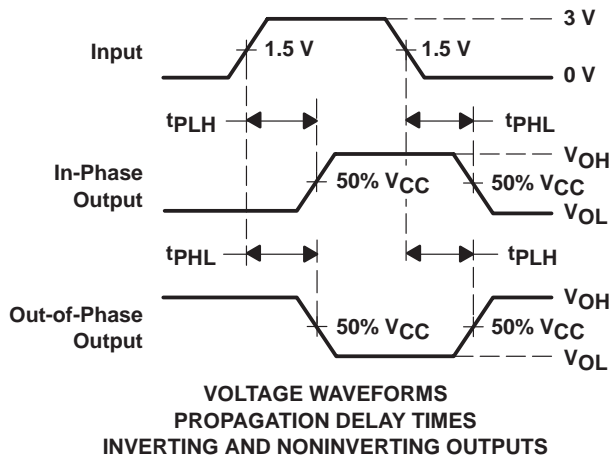 3 V
Input
1.5 V
1.5 V
0 V
tPLH
tPHL
In-Phase
Output
50% VCC
VOH
50% VCC
VOL
tPHL
tPLH
Out-of-Phase
Output
50% VCC
VOH
50% VCC
VOL
VOLTAGE WAVEFORMS
PROPAGATION DELAY TIMES
INVERTING AND NONINVERTING OUTPUTS